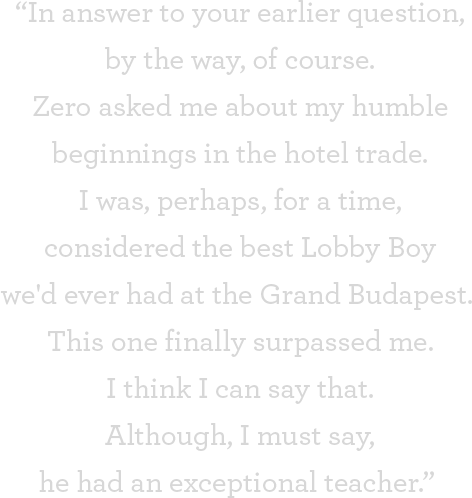 “In answer to your earlier question,
by the way, of course.
Zero asked me about my humble
beginnings in the hotel trade.
I was, perhaps, for a time,
considered the best Lobby Boy
we'd ever had at the Grand Budapest.
This one finally surpassed me.
I think I can say that.
Although, I must say,
he had an exceptional teacher.”